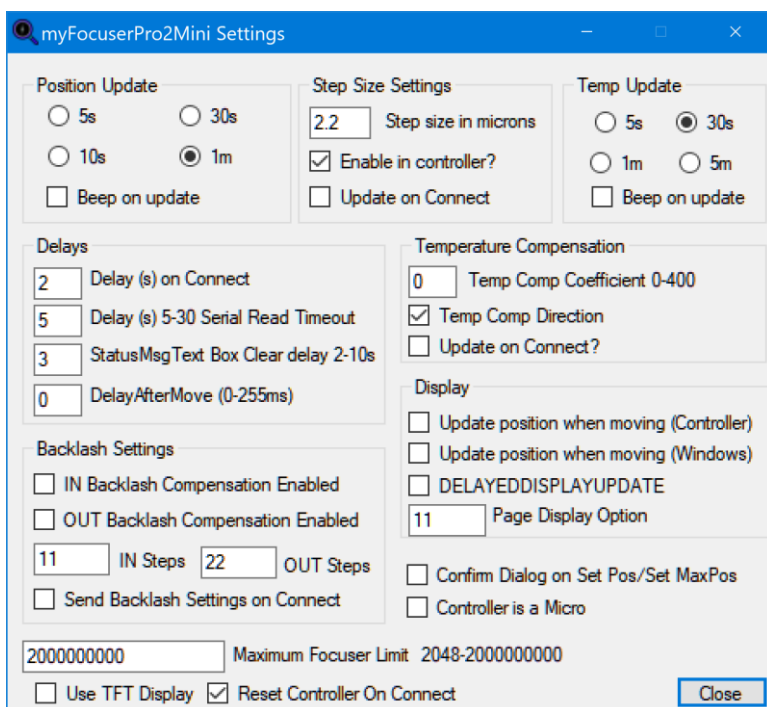 myFocuserPro2Mini Settings
Position Update
5s 30s
10s 1m
Beep on update
Step Size Settings
2.2 Step size in microns
Enable in controller?
Update on Connect
Temp Update
5s 30s
1m 5m
Beep on update
Delays
2 Delay (s) on Connect
5 Delay (s) 5-30 Serial Read Timeout
3 StatusMsgText Box Clear delay 2-10s
0 DelayAfterMove (0-255ms)
Temperature Compensation
0 Temp Comp Coefficient 0-400
Temp Comp Direction
Update on Connect?
Backlash Settings
IN Backlash Compensation Enabled
OUT Backlash Compensation Enabled
11 IN Steps 22 OUT Steps
Send Backlash Settings on Connect
Display
Update position when moving (Controller)
Update position when moving (Windows)
DELAYEDDISPLAYUPDATE
11 Page Display Option
Confirm Dialog on Set Pos/Set MaxPos
Controller is a Micro
2000000000 Maximum Focuser Limit 2048-2000000000
Use TFT Display Reset Controller On Connect Close